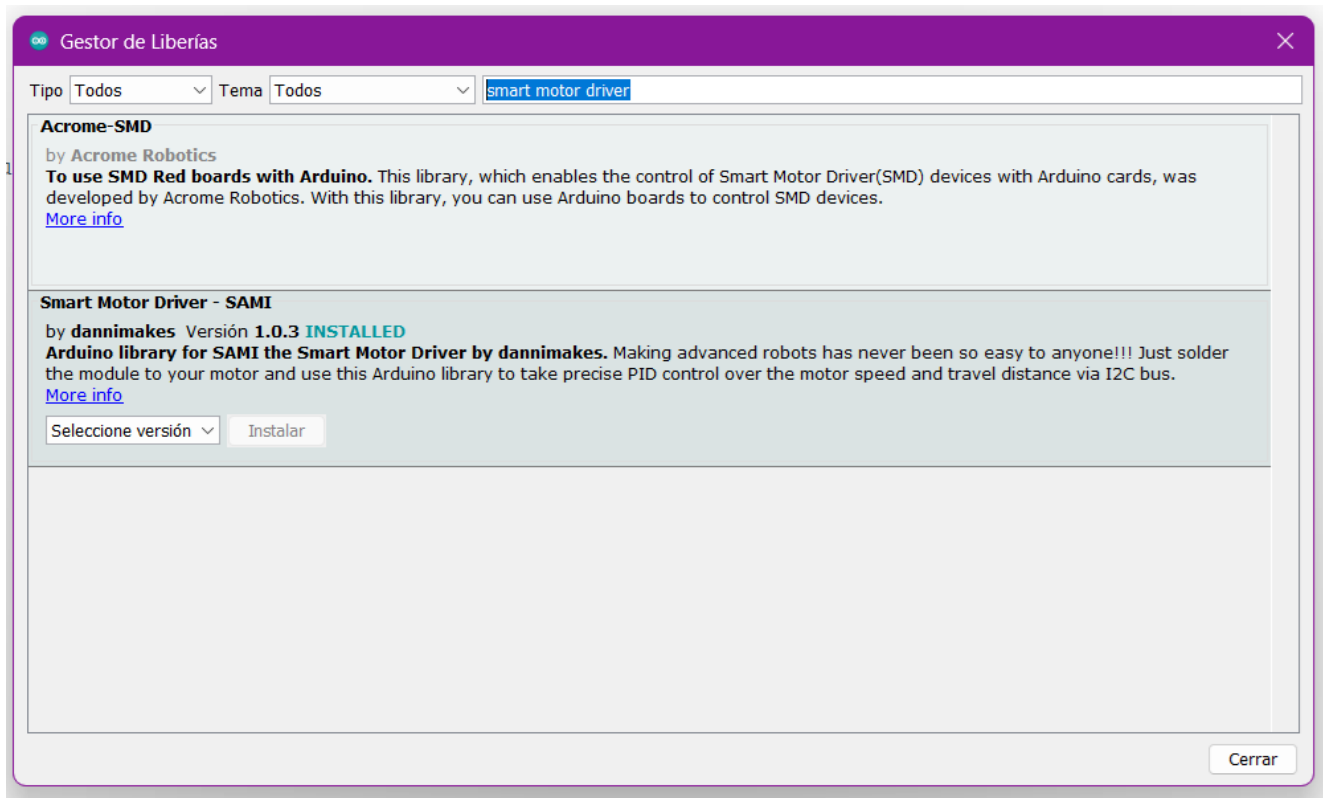 Gestor de Liberías
Tipo Todos Tema Todos smart motor driver
Acrome-SMD
by Acrome Robotics
To use SMD Red boards with Arduino. This library, which enables the control of Smart Motor Driver(SMD) devices with Arduino cards, was
developed by Acrome Robotics. With this library, you can use Arduino boards to control SMD devices.
More info
Smart Motor Driver - SAMI
by dannimakes Versión 1.0.3 INSTALLED
Arduino library for SAMI the Smart Motor Driver by dannimakes. Making advanced robots has never been so easy to anyone!!! Just solder
the module to your motor and use this Arduino library to take precise PID control over the motor speed and travel distance via I2C bus.
More info
Seleccione versión Instalar
Cerrar